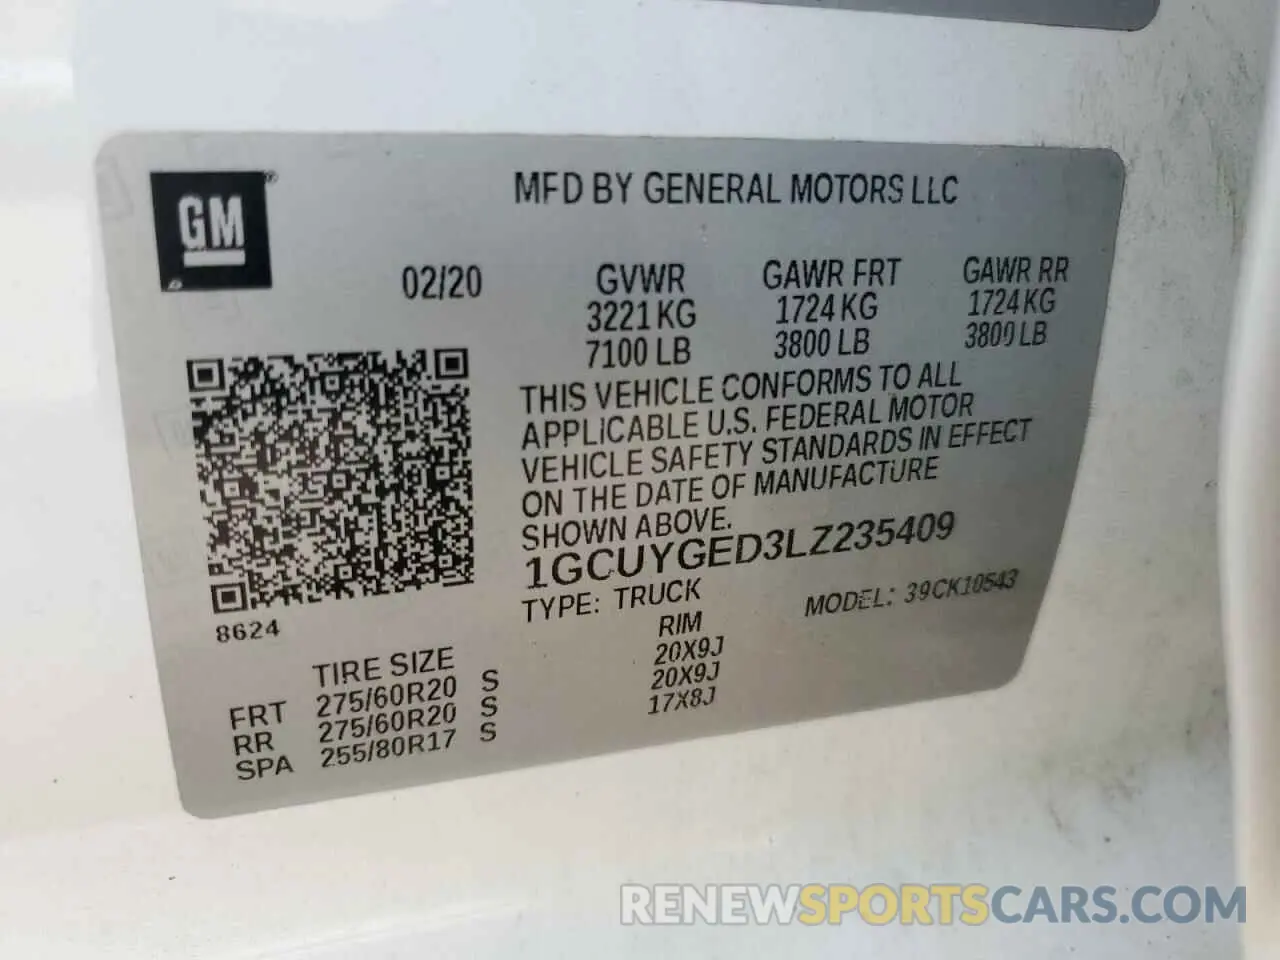 GM®
MFD BY GENERAL MOTORS LLC
02/20
GVWR
3221 KG
7100 LB
GAWR FRT
1724 KG
3800 LB
GAWR RR
1724 KG
3800 LB
THIS VEHICLE CONFORMS TO ALL
APPLICABLE U.S. FEDERAL MOTOR
VEHICLE SAFETY STANDARDS IN EFFECT
ON THE DATE OF MANUFACTURE
SHOWN ABOVE.
1GCUYGED3LZ235409
TYPE: TRUCK
MODEL: 39CK10543
8624
TIRE SIZE RIM
FRT 275/60R20 S 20X9J
RR 275/60R20 S 20X9J
SPA 255/80R17 S 17X8J
RENEWSPORTSCARS.COM